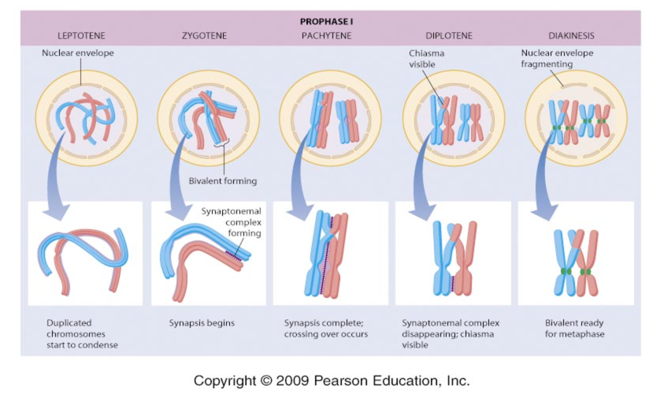 PROPHASE I
LEPTOTENE
ZYGOTENE
PACHYTENE
DIPLOTENE
DIAKINESIS
Nuclear envelope
Chiasma
visible
Nuclear envelope
fragmenting
Bivalent forming
Synaptonemal
complex
forming
Duplicated
chromosomes
start to condense
Synapsis begins
Synapsis complete;
crossing over occurs
Synaptonemal complex
disappearing; chiasma
visible
Bivalent ready
for metaphase
Copyright © 2009 Pearson Education, Inc.